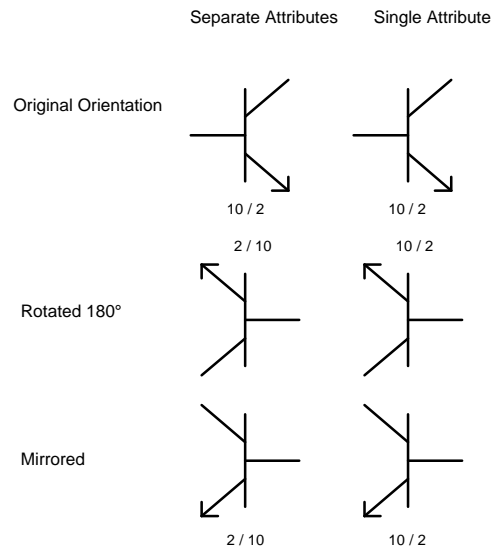 Separate Attributes Single Attribute
Original Orientation
10 / 2 10 / 2
2 / 10 10 / 2
Rotated 180°
Mirrored
2 / 10 10 / 2